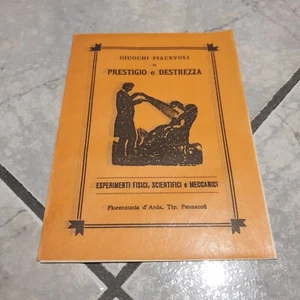 GIUOCHI PIACEVOLI
DI
PRESTIGIO e DESTREZZA
ESPERIMENTI FISICI, SCIENTIFICI e MECCANICI
Fiorenzuola d'Arda, Tip. Pennaroli